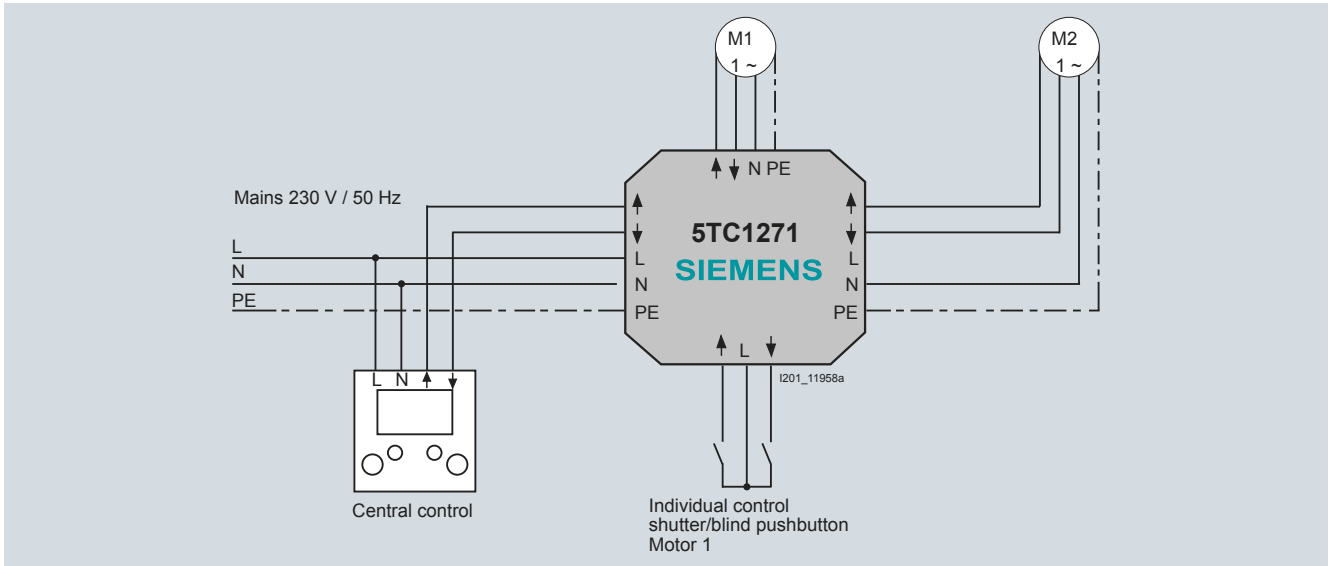 M1
1 ~
M2
1 ~
↑ ↓ N PE
Mains 230 V / 50 Hz
↑ ↑
↓ 5TC1271 ↓
L L L
SIEMENS
N N N
PE PE PE
↑ L ↓
I201_11958a
L N ↑ ↓
Central control
Individual control
shutter/blind pushbutton
Motor 1